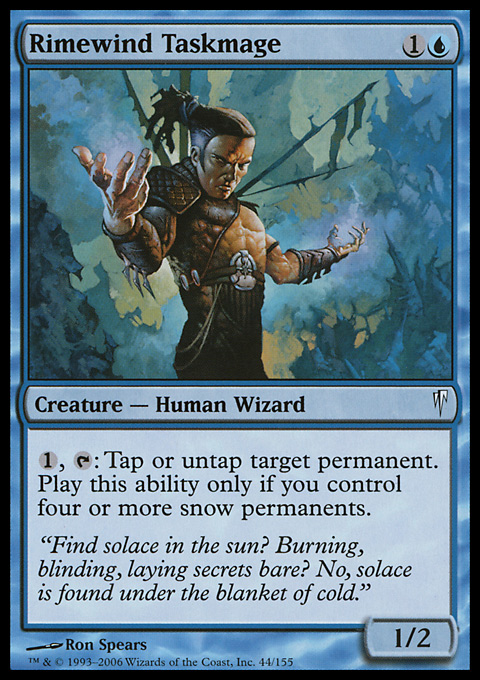 Rimewind Taskmage 1
Creature — Human Wizard
1, : Tap or untap target permanent.
Play this ability only if you control
four or more snow permanents.
“Find solace in the sun? Burning,
blinding, laying secrets bare? No, solace
is found under the blanket of cold.”
1/2
Ron Spears
™ & © 1993–2006 Wizards of the Coast, Inc. 44/155